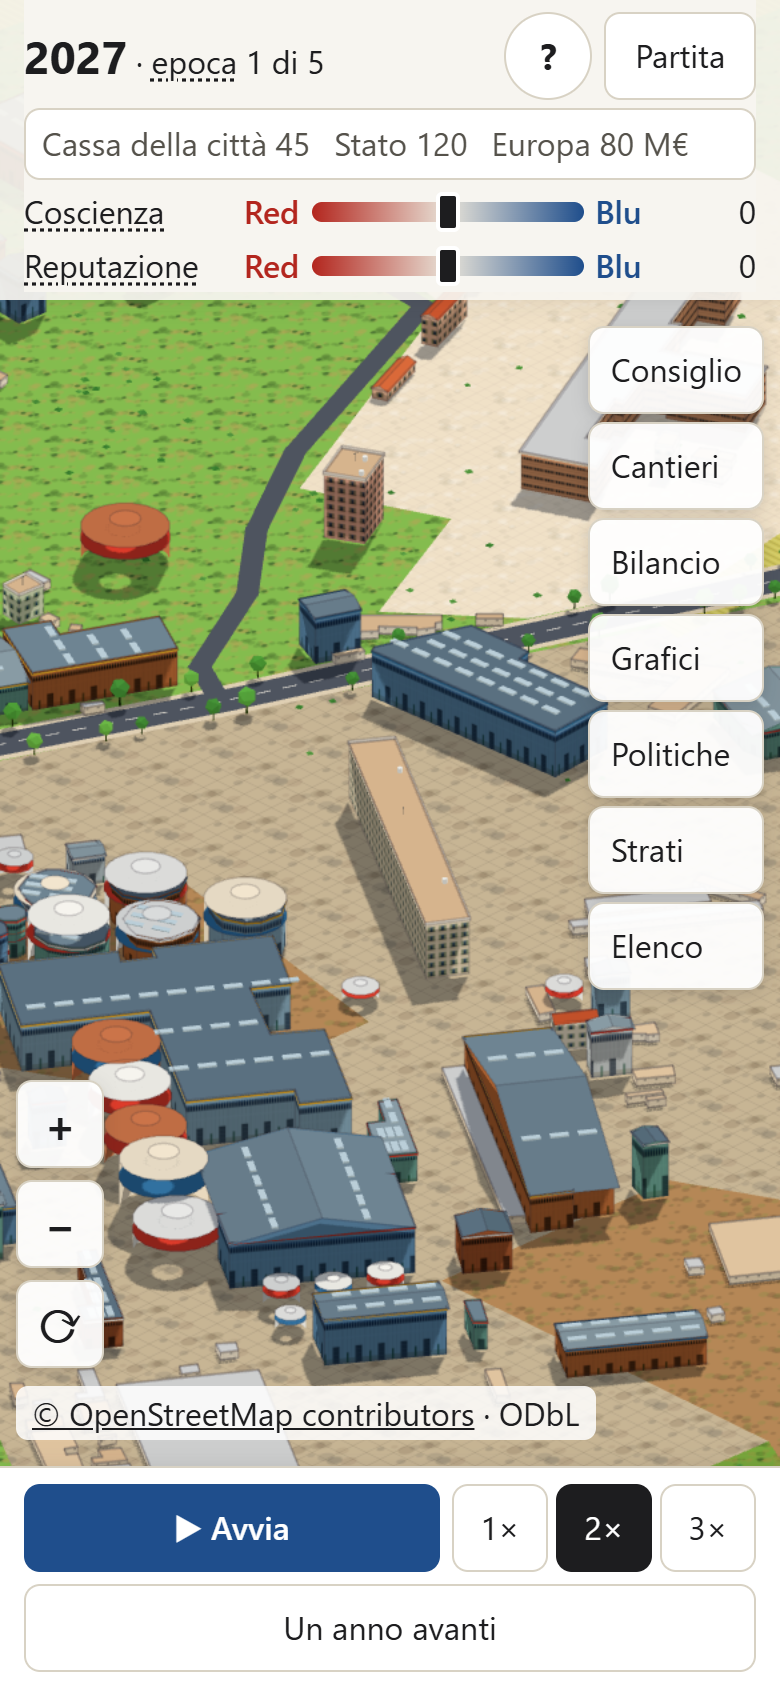 2027 · epoca 1 di 5
?
Partita
Cassa della città 45 Stato 120 Europa 80 M€
Coscienza Red Blu 0
Reputazione Red Blu 0
Consiglio
Cantieri
Bilancio
Grafici
Politiche
Strati
Elenco
+
−
© OpenStreetMap contributors · ODbL
▶ Avvia
1×
2×
3×
Un anno avanti